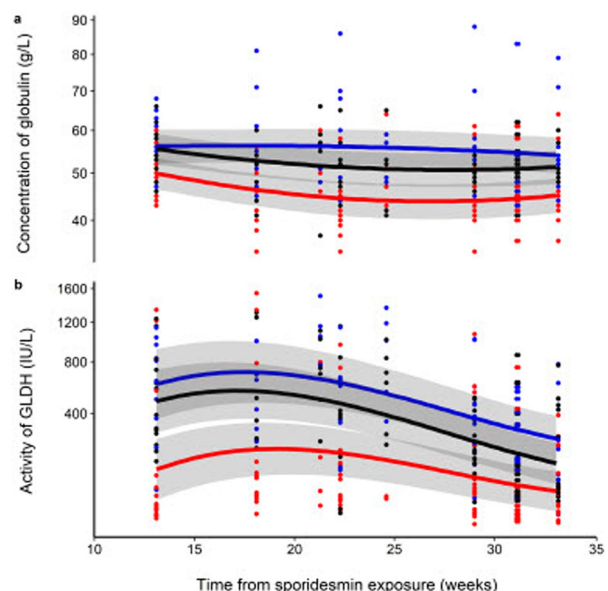 a
90
80
70
60
50
40
Concentration of globulin (g/L)
b
1600
1200
800
400
Activity of GLDH (IU/L)
10 15 20 25 30 35
Time from sporidesmin exposure (weeks)